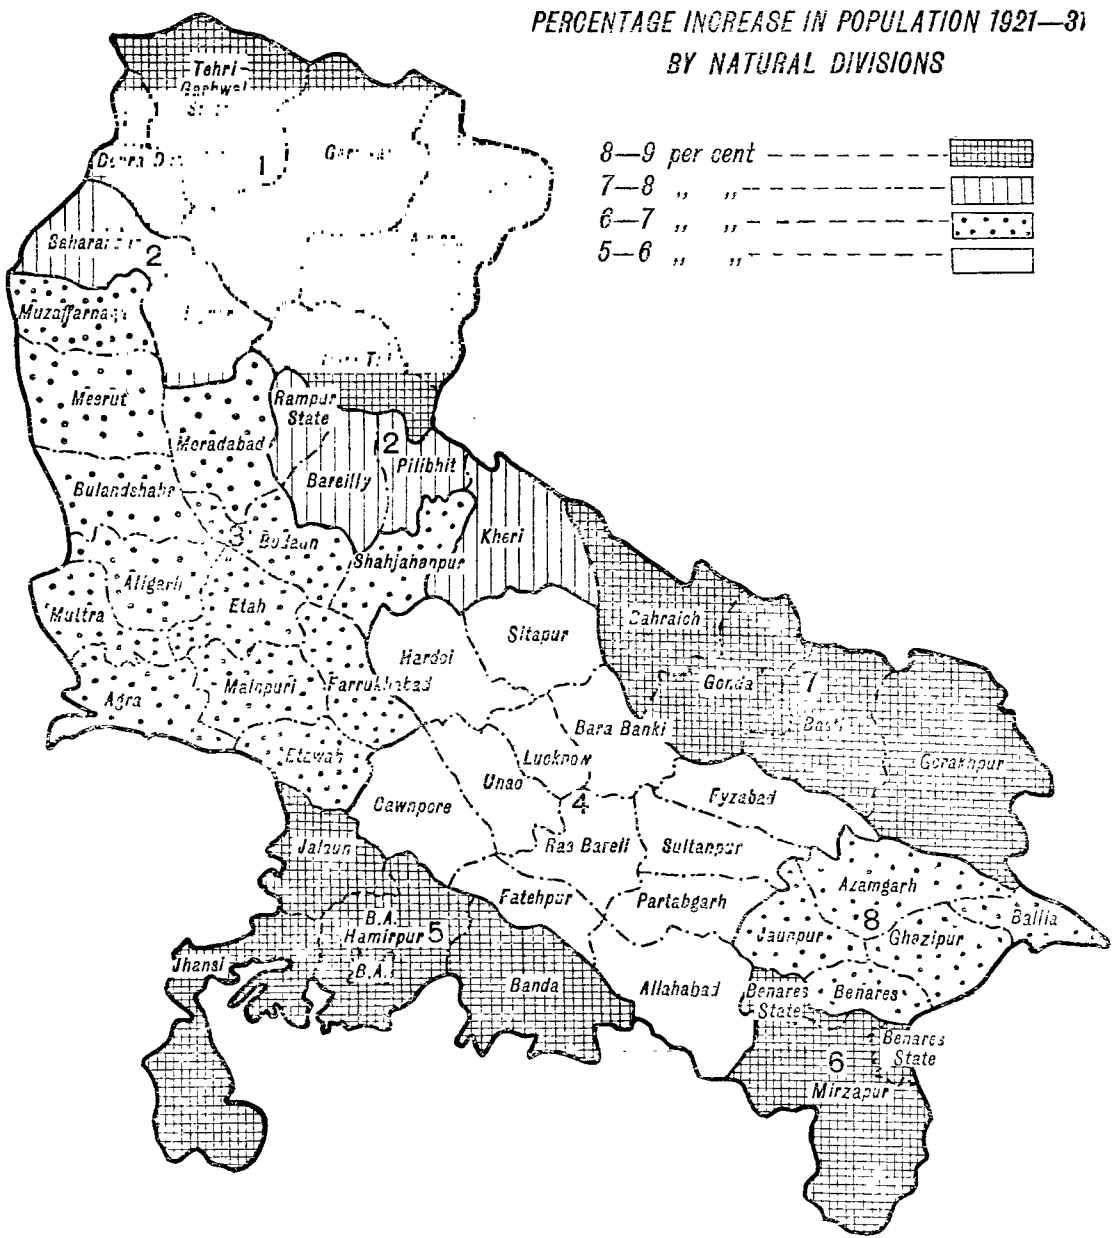 PERCENTAGE INCREASE IN POPULATION 1921—31
BY NATURAL DIVISIONS
8—9 per cent
7—8 „ „
6—7 „ „
5—6 „ „
Tehri-
Garhwal
1
2
Muzaffarnagar
Meerut
Rampur
State
Moradabad
2
Pilibhit
Bareilly
Bulandshahr
3
Budaun
Kheri
Shahjahanpur
Aligarh
Etah
Muttra
Bahraich
Sitapur
Hardoi
Mainpuri
Farrukhabad
Gonda
7
Agra
Basti
Bara Banki
Etawah
Lucknow
Unao
Gorakhpur
Cawnpore
4
Fyzabad
Jalaun
Rae Bareli
Sultanpur
Azamgarh
Fatehpur
Partabgarh
B.A.
Hamirpur
5
8
Ballia
Jaunpur
Ghazipur
Jhansi
B.A.
Banda
Allahabad
Benares
State
Benares
Benares
State
6
Mirzapur